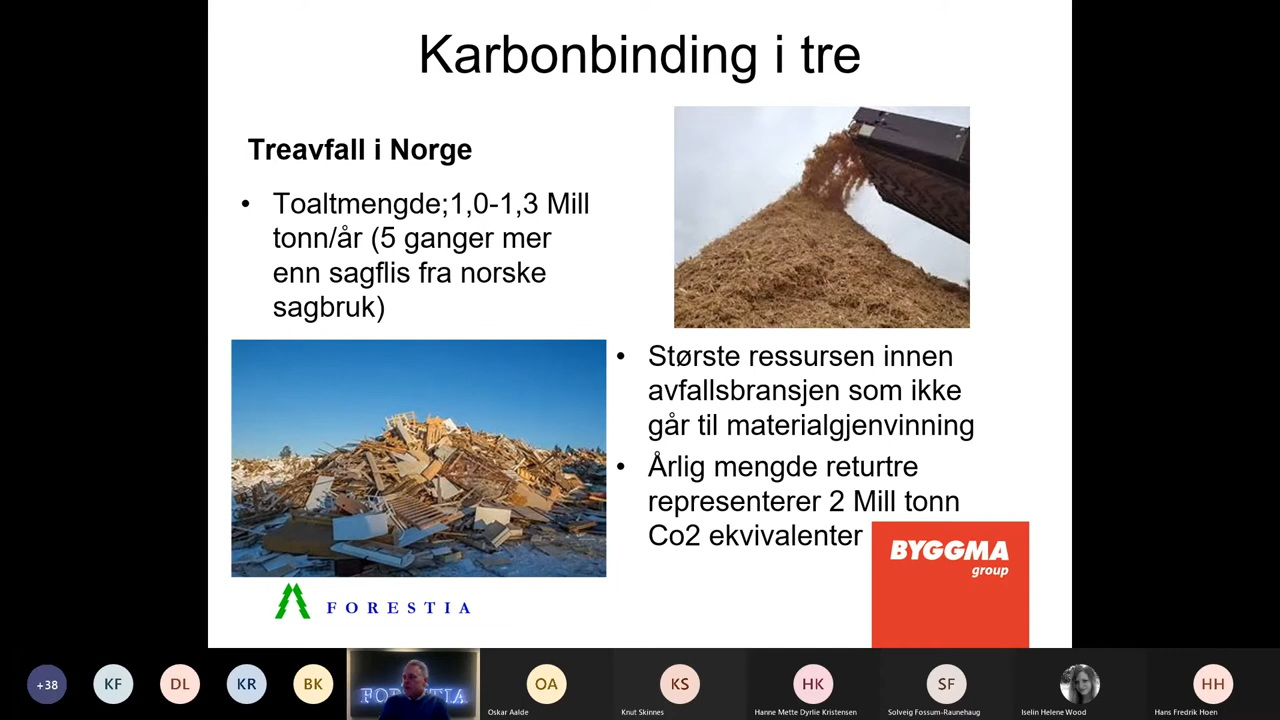 Karbonbinding i tre
Treavfall i Norge
• Toaltmengde;1,0-1,3 Mill
tonn/år (5 ganger mer
enn sagflis fra norske
sagbruk)
• Største ressursen innen
avfallsbransjen som ikke
går til materialgjenvinning
• Årlig mengde returtre
representerer 2 Mill tonn
Co2 ekvivalenter
BYGGMA
group
FORESTIA
+38
KF
DL
KR
BK
FORESTIA
OA
Oskar Aalde
KS
Knut Skinnes
HK
Hanne Mette Dyrlie Kristensen
SF
Solveig Fossum-Raunehaug
Iselin Helene Wood
HH
Hans Fredrik Hoen